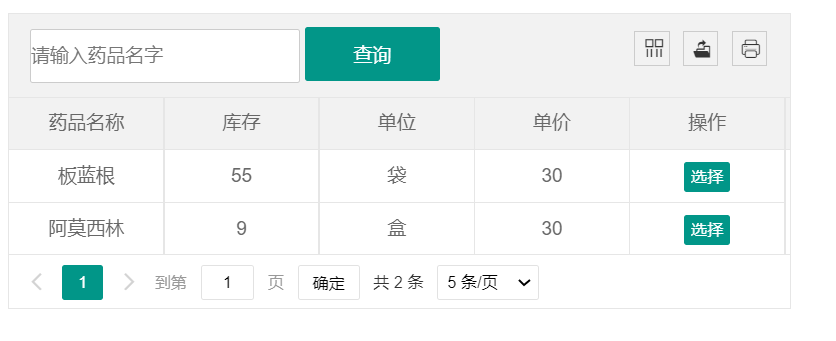 请输入药品名字 查询
药品名称 库存 单位 单价 操作
板蓝根 55 袋 30 选择
阿莫西林 9 盒 30 选择
1 到第 1 页 确定 共 2 条 5 条/页